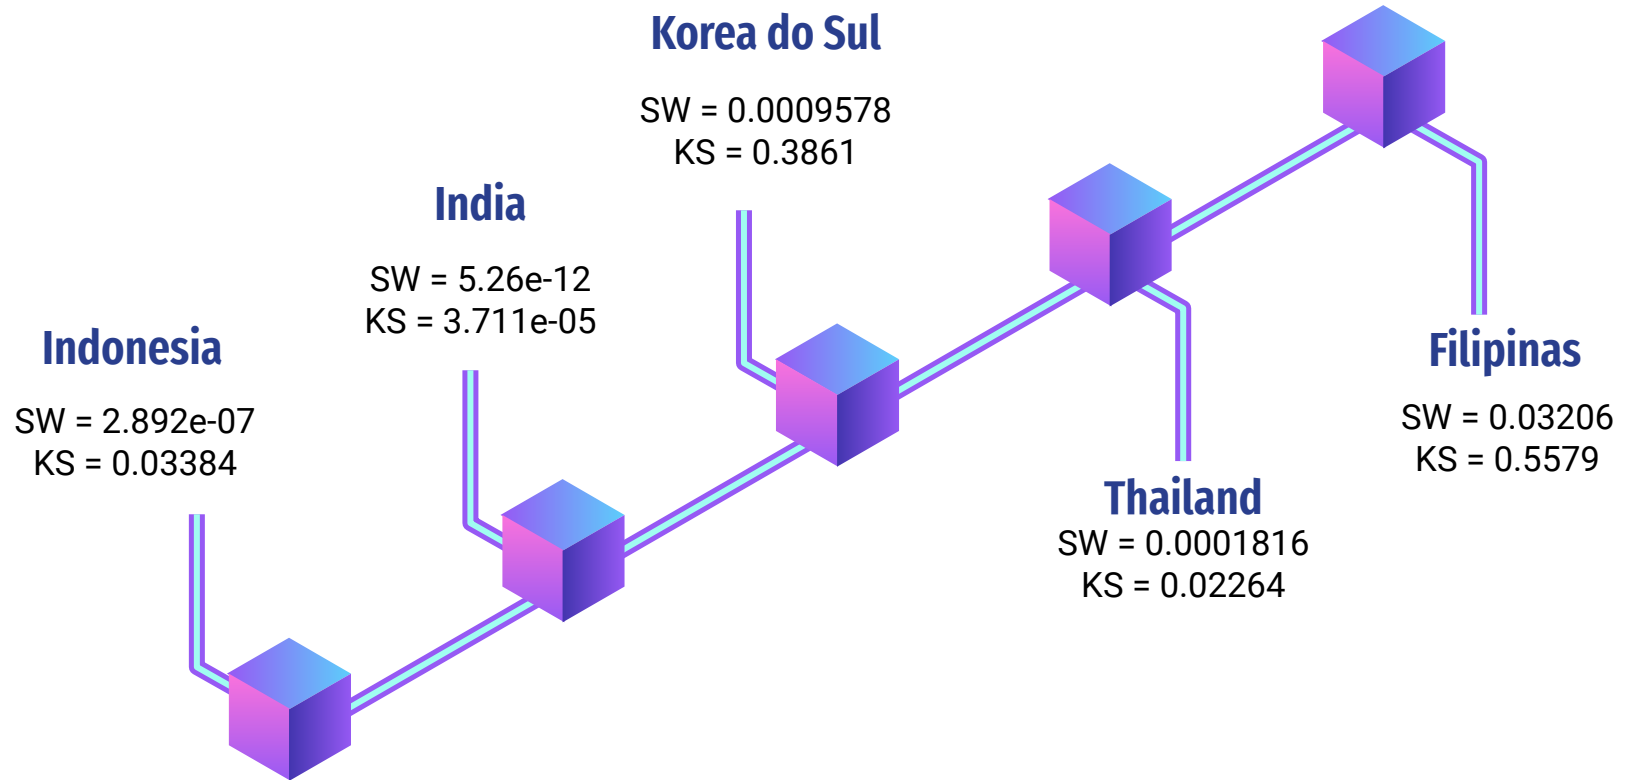 Korea do Sul
SW = 0.0009578
KS = 0.3861
India
SW = 5.26e-12
KS = 3.711e-05
Indonesia
SW = 2.892e-07
KS = 0.03384
Filipinas
SW = 0.03206
KS = 0.5579
Thailand
SW = 0.0001816
KS = 0.02264